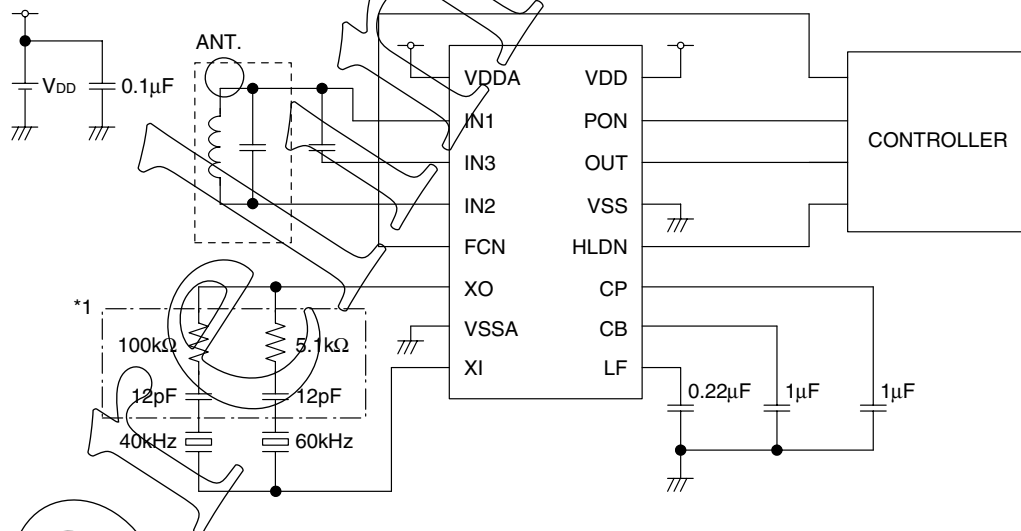 ANT.
VDD
0.1µF
VDDA
IN1
IN3
IN2
FCN
XO
VSSA
XI
VDD
PON
OUT
VSS
HLDN
CP
CB
LF
CONTROLLER
*1
100kΩ
5.1kΩ
12pF
12pF
40kHz
60kHz
0.22µF
1µF
1µF